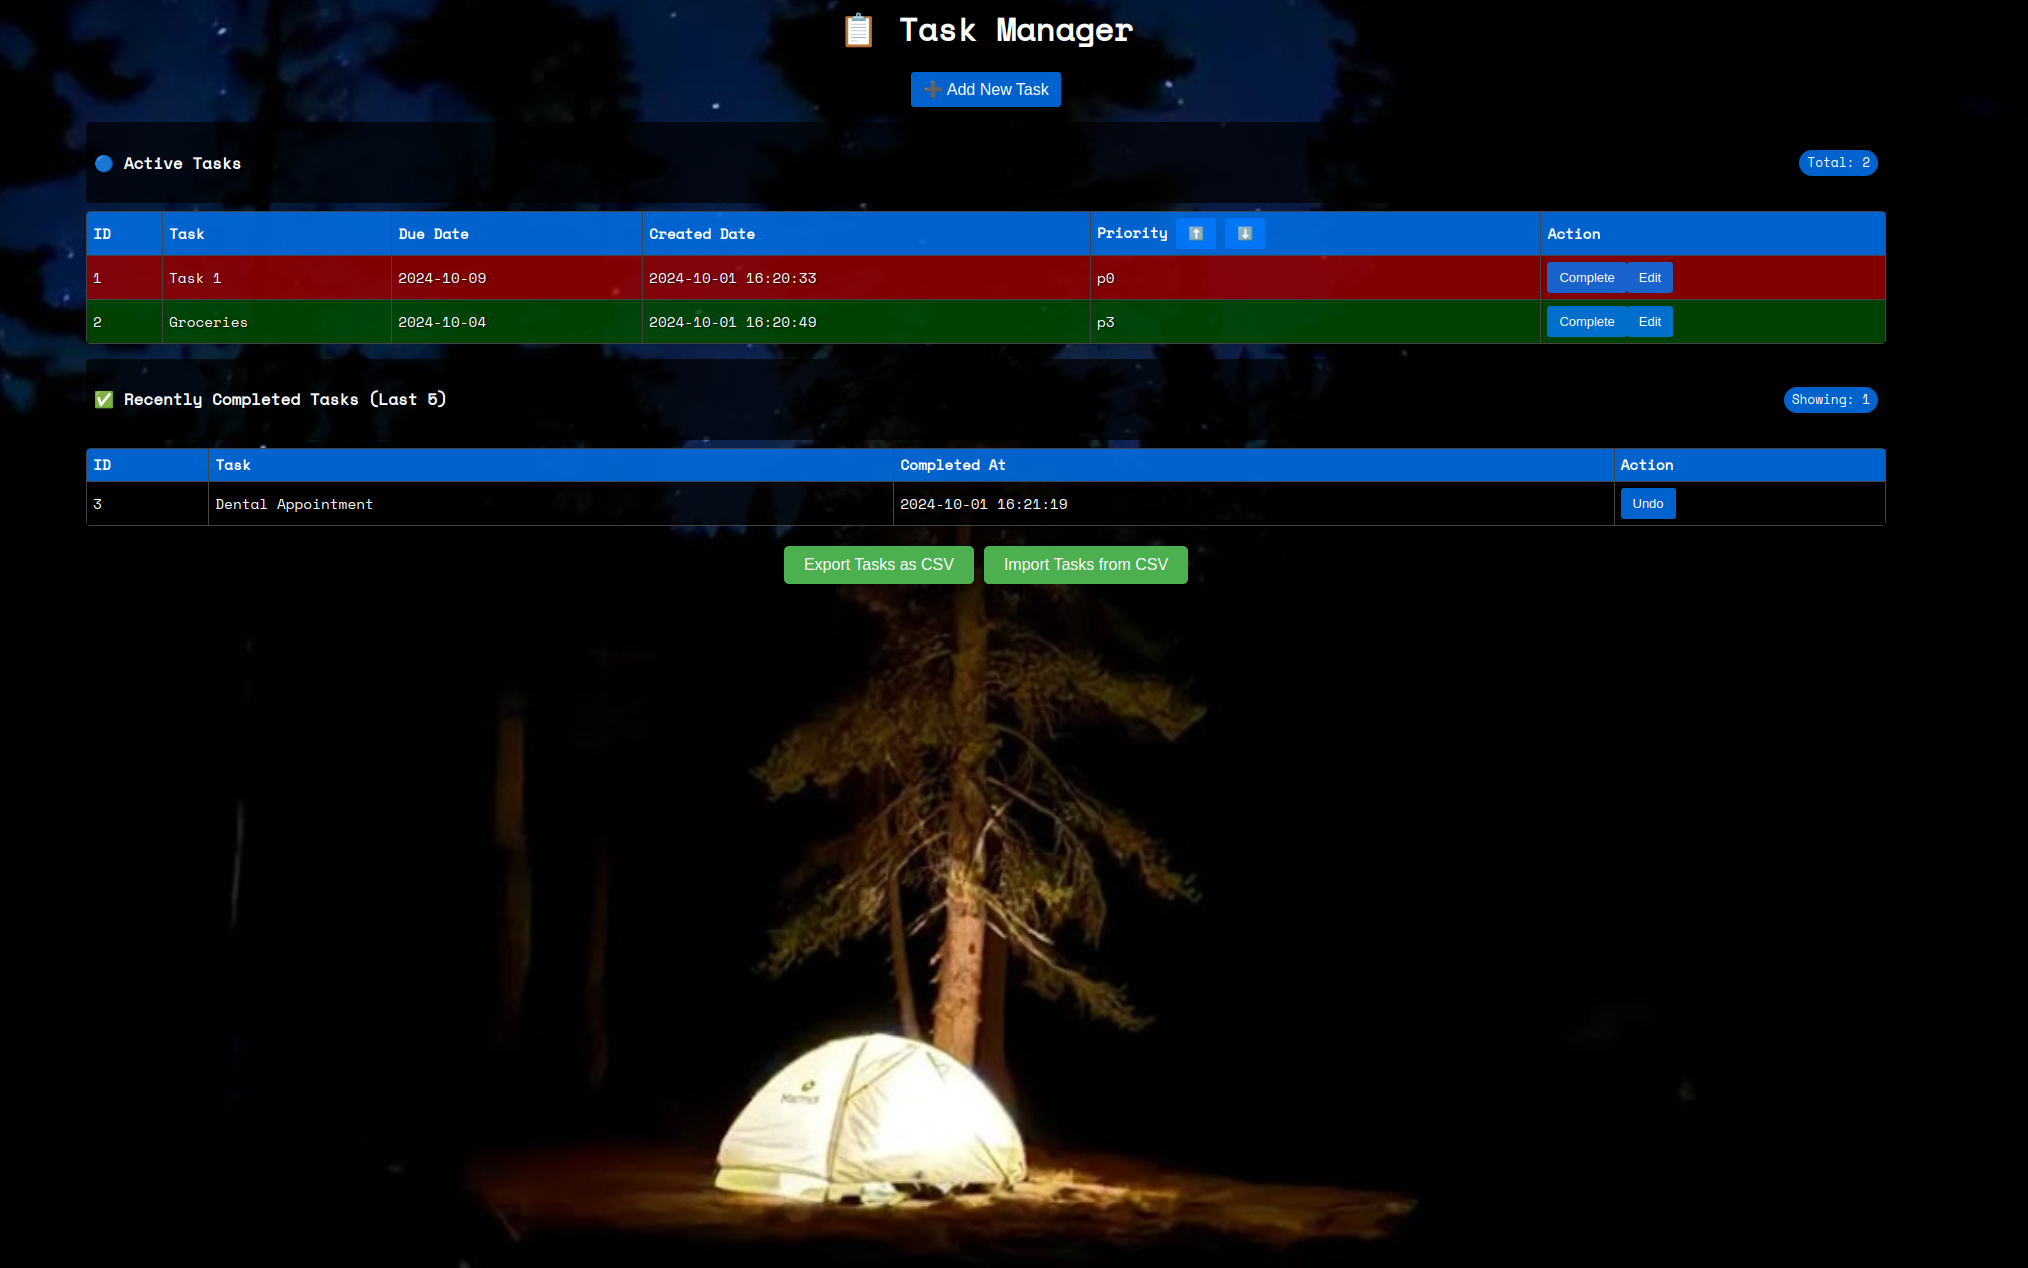 📋 Task Manager
➕ Add New Task
🔵 Active Tasks Total: 2
ID Task Due Date Created Date Priority ⬆️ ⬇️ Action
1 Task 1 2024-10-09 2024-10-01 16:20:33 p0 Complete Edit
2 Groceries 2024-10-04 2024-10-01 16:20:49 p3 Complete Edit
✅ Recently Completed Tasks (Last 5) Showing: 1
ID Task Completed At Action
3 Dental Appointment 2024-10-01 16:21:19 Undo
Export Tasks as CSV Import Tasks from CSV